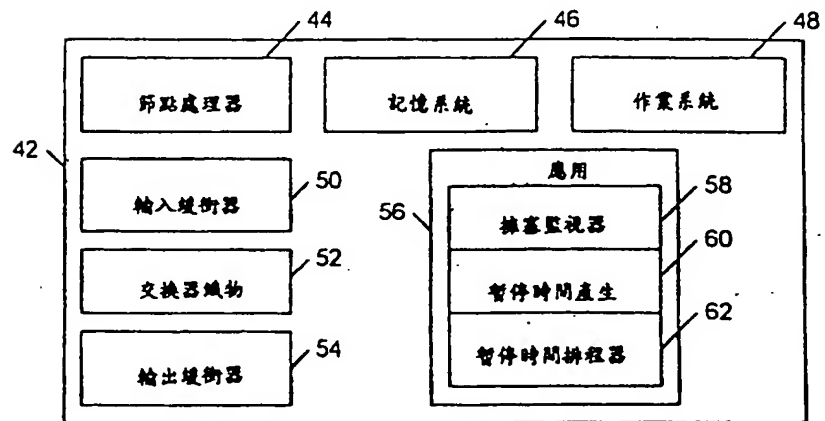 44
46
48
節點處理器
記憶系統
作業系統
42
輸入緩衝器
50
交換器織物
52
輸出緩衝器
54
56
應用
擁塞監視器
58
暫停時間產生
60
暫停時間排程器
62